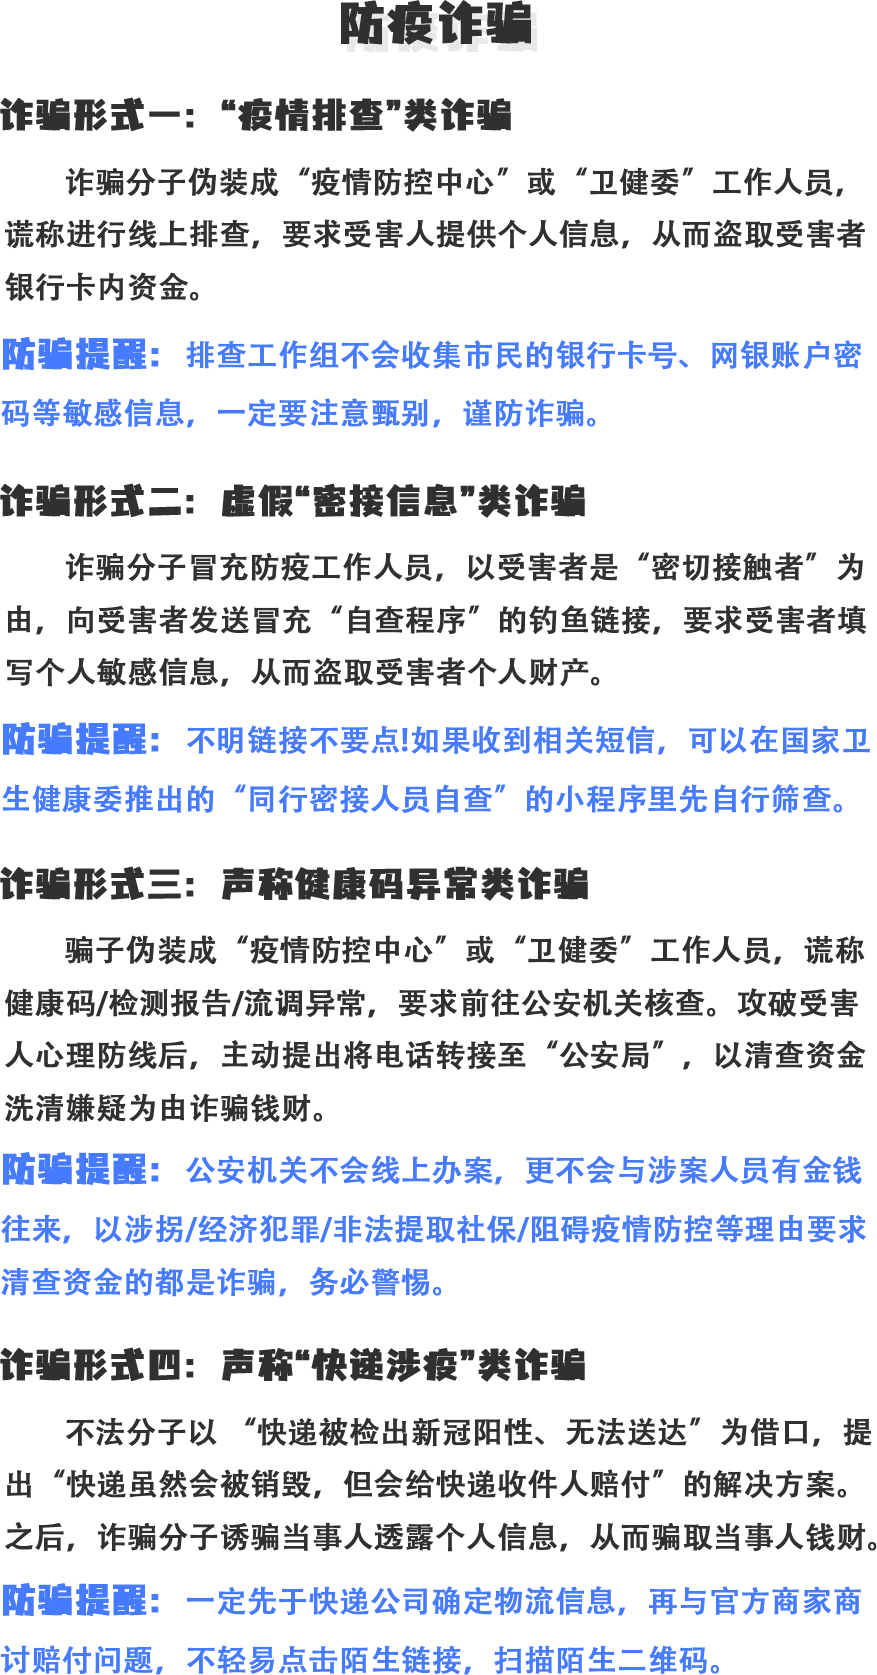 防疫诈骗
诈骗形式一：“疫情排查”类诈骗
诈骗分子伪装成“疫情防控中心”或“卫健委”工作人员，
谎称进行线上排查，要求受害人提供个人信息，从而盗取受害者
银行卡内资金。
防骗提醒：排查工作组不会收集市民的银行卡号、网银账户密
码等敏感信息，一定要注意甄别，谨防诈骗。
诈骗形式二：虚假“密接信息”类诈骗
诈骗分子冒充防疫工作人员，以受害者是“密切接触者”为
由，向受害者发送冒充“自查程序”的钓鱼链接，要求受害者填
写个人敏感信息，从而盗取受害者个人财产。
防骗提醒：不明链接不要点!如果收到相关短信，可以在国家卫
生健康委推出的“同行密接人员自查”的小程序里先自行筛查。
诈骗形式三：声称健康码异常类诈骗
骗子伪装成“疫情防控中心”或“卫健委”工作人员，谎称
健康码/检测报告/流调异常，要求前往公安机关核查。攻破受害
人心理防线后，主动提出将电话转接至“公安局”，以清查资金
洗清嫌疑为由诈骗钱财。
防骗提醒：公安机关不会线上办案，更不会与涉案人员有金钱
往来，以涉拐/经济犯罪/非法提取社保/阻碍疫情防控等理由要求
清查资金的都是诈骗，务必警惕。
诈骗形式四：声称“快递涉疫”类诈骗
不法分子以 “快递被检出新冠阳性、无法送达”为借口，提
出“快递虽然会被销毁，但会给快递收件人赔付”的解决方案。
之后，诈骗分子诱骗当事人透露个人信息，从而骗取当事人钱财。
防骗提醒：一定先于快递公司确定物流信息，再与官方商家商
讨赔付问题，不轻易点击陌生链接，扫描陌生二维码。